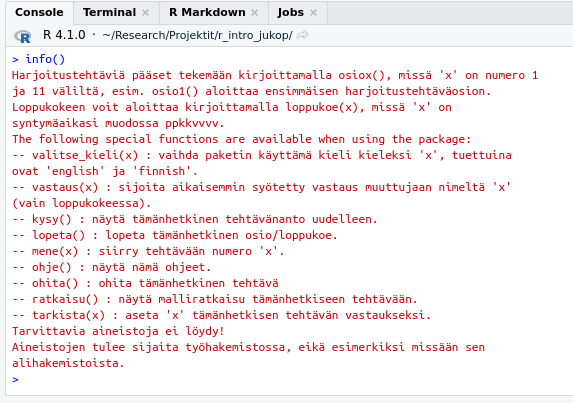 Console Terminal × R Markdown × Jobs ×
R 4.1.0 · ~/Research/Projektit/r_intro_jukop/
> info()
Harjoitustehtäviä pääset tekemään kirjoittamalla osiox(), missä 'x' on numero 1
ja 11 väliltä, esim. osio1() aloittaa ensimmäisen harjoitustehtäväosion.
Loppukokeen voit aloittaa kirjoittamalla loppukoe(x), missä 'x' on
syntymäaikasi muodossa ppkkvvvv.
The following special functions are available when using the package:
-- valitse_kieli(x) : vaihda paketin käyttämä kieli kieleksi 'x', tuettuina
ovat 'english' ja 'finnish'.
-- vastaus(x) : sijoita aikaisemmin syötetty vastaus muuttujaan nimeltä 'x'
(vain loppukokeessa).
-- kysy() : näytä tämänhetkinen tehtävänanto uudelleen.
-- lopeta() : lopeta tämänhetkinen osio/loppukoe.
-- mene(x) : siirry tehtävään numero 'x'.
-- ohje() : näytä nämä ohjeet.
-- ohita() : ohita tämänhetkinen tehtävä
-- ratkaisu() : näytä malliratkaisu tämänhetkiseen tehtävään.
-- tarkista(x) : aseta 'x' tämänhetkisen tehtävän vastaukseksi.
Tarvittavia aineistoja ei löydy!
Aineistojen tulee sijaita työhakemistossa, eikä esimerkiksi missään sen
alihakemistoista.
>